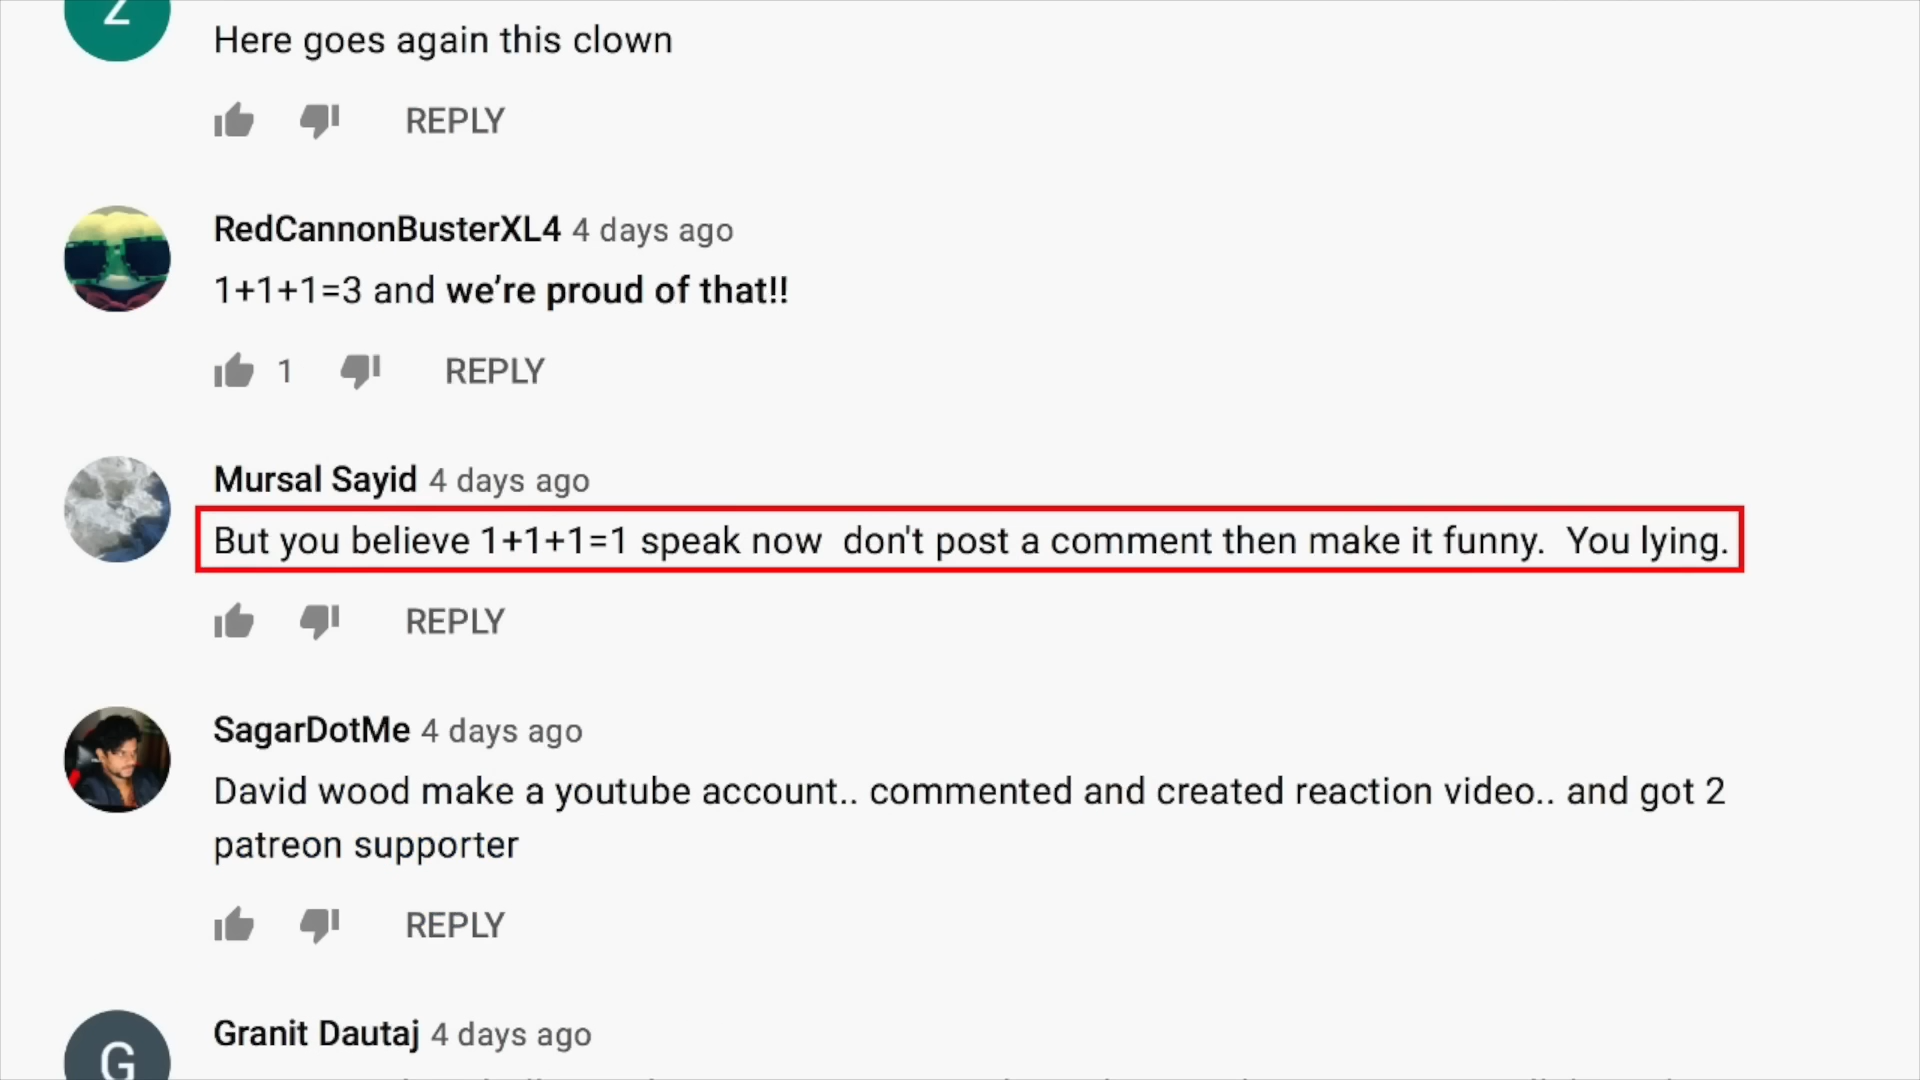 Z
Here goes again this clown
REPLY
RedCannonBusterXL4 4 days ago
1+1+1=3 and we’re proud of that!!
1 REPLY
Mursal Sayid 4 days ago
But you believe 1+1+1=1 speak now  don't post a comment then make it funny.  You lying.
REPLY
SagarDotMe 4 days ago
David wood make a youtube account.. commented and created reaction video.. and got 2
patreon supporter
REPLY
G
Granit Dautaj 4 days ago